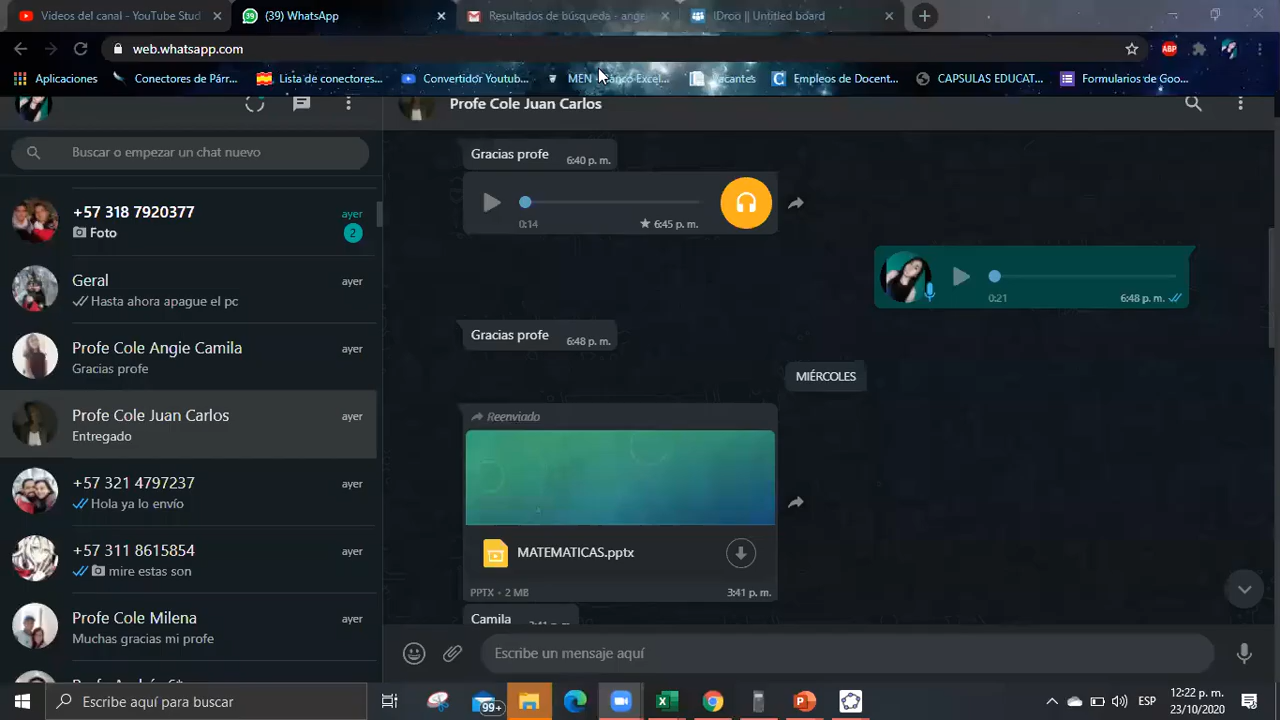 Videos del canal - YouTube Stud
(39) WhatsApp
Resultados de búsqueda - ange
IDroo || Untitled board
web.whatsapp.com
ABP
Aplicaciones
Conectores de Párr...
Lista de conectores...
Convertidor Youtub...
MEN - Banco Excel...
Vacantes
Empleos de Docent...
CAPSULAS EDUCAT...
Formularios de Goo...
Profe Cole Juan Carlos
Buscar o empezar un chat nuevo
+57 318 7920377
ayer
Foto
2
Geral
ayer
Hasta ahora apague el pc
Profe Cole Angie Camila
ayer
Gracias profe
Profe Cole Juan Carlos
ayer
Entregado
+57 321 4797237
ayer
Hola ya lo envío
+57 311 8615854
ayer
mire estas son
Profe Cole Milena
ayer
Muchas gracias mi profe
Gracias profe
6:40 p. m.
0:14
6:45 p. m.
0:21
6:48 p. m.
Gracias profe
6:48 p. m.
MIÉRCOLES
Reenviado
MATEMATICAS.pptx
PPTX • 2 MB
3:41 p. m.
Camila
Escribe un mensaje aquí
Escribe aquí para buscar
99+
ESP
12:22 p. m.
23/10/2020